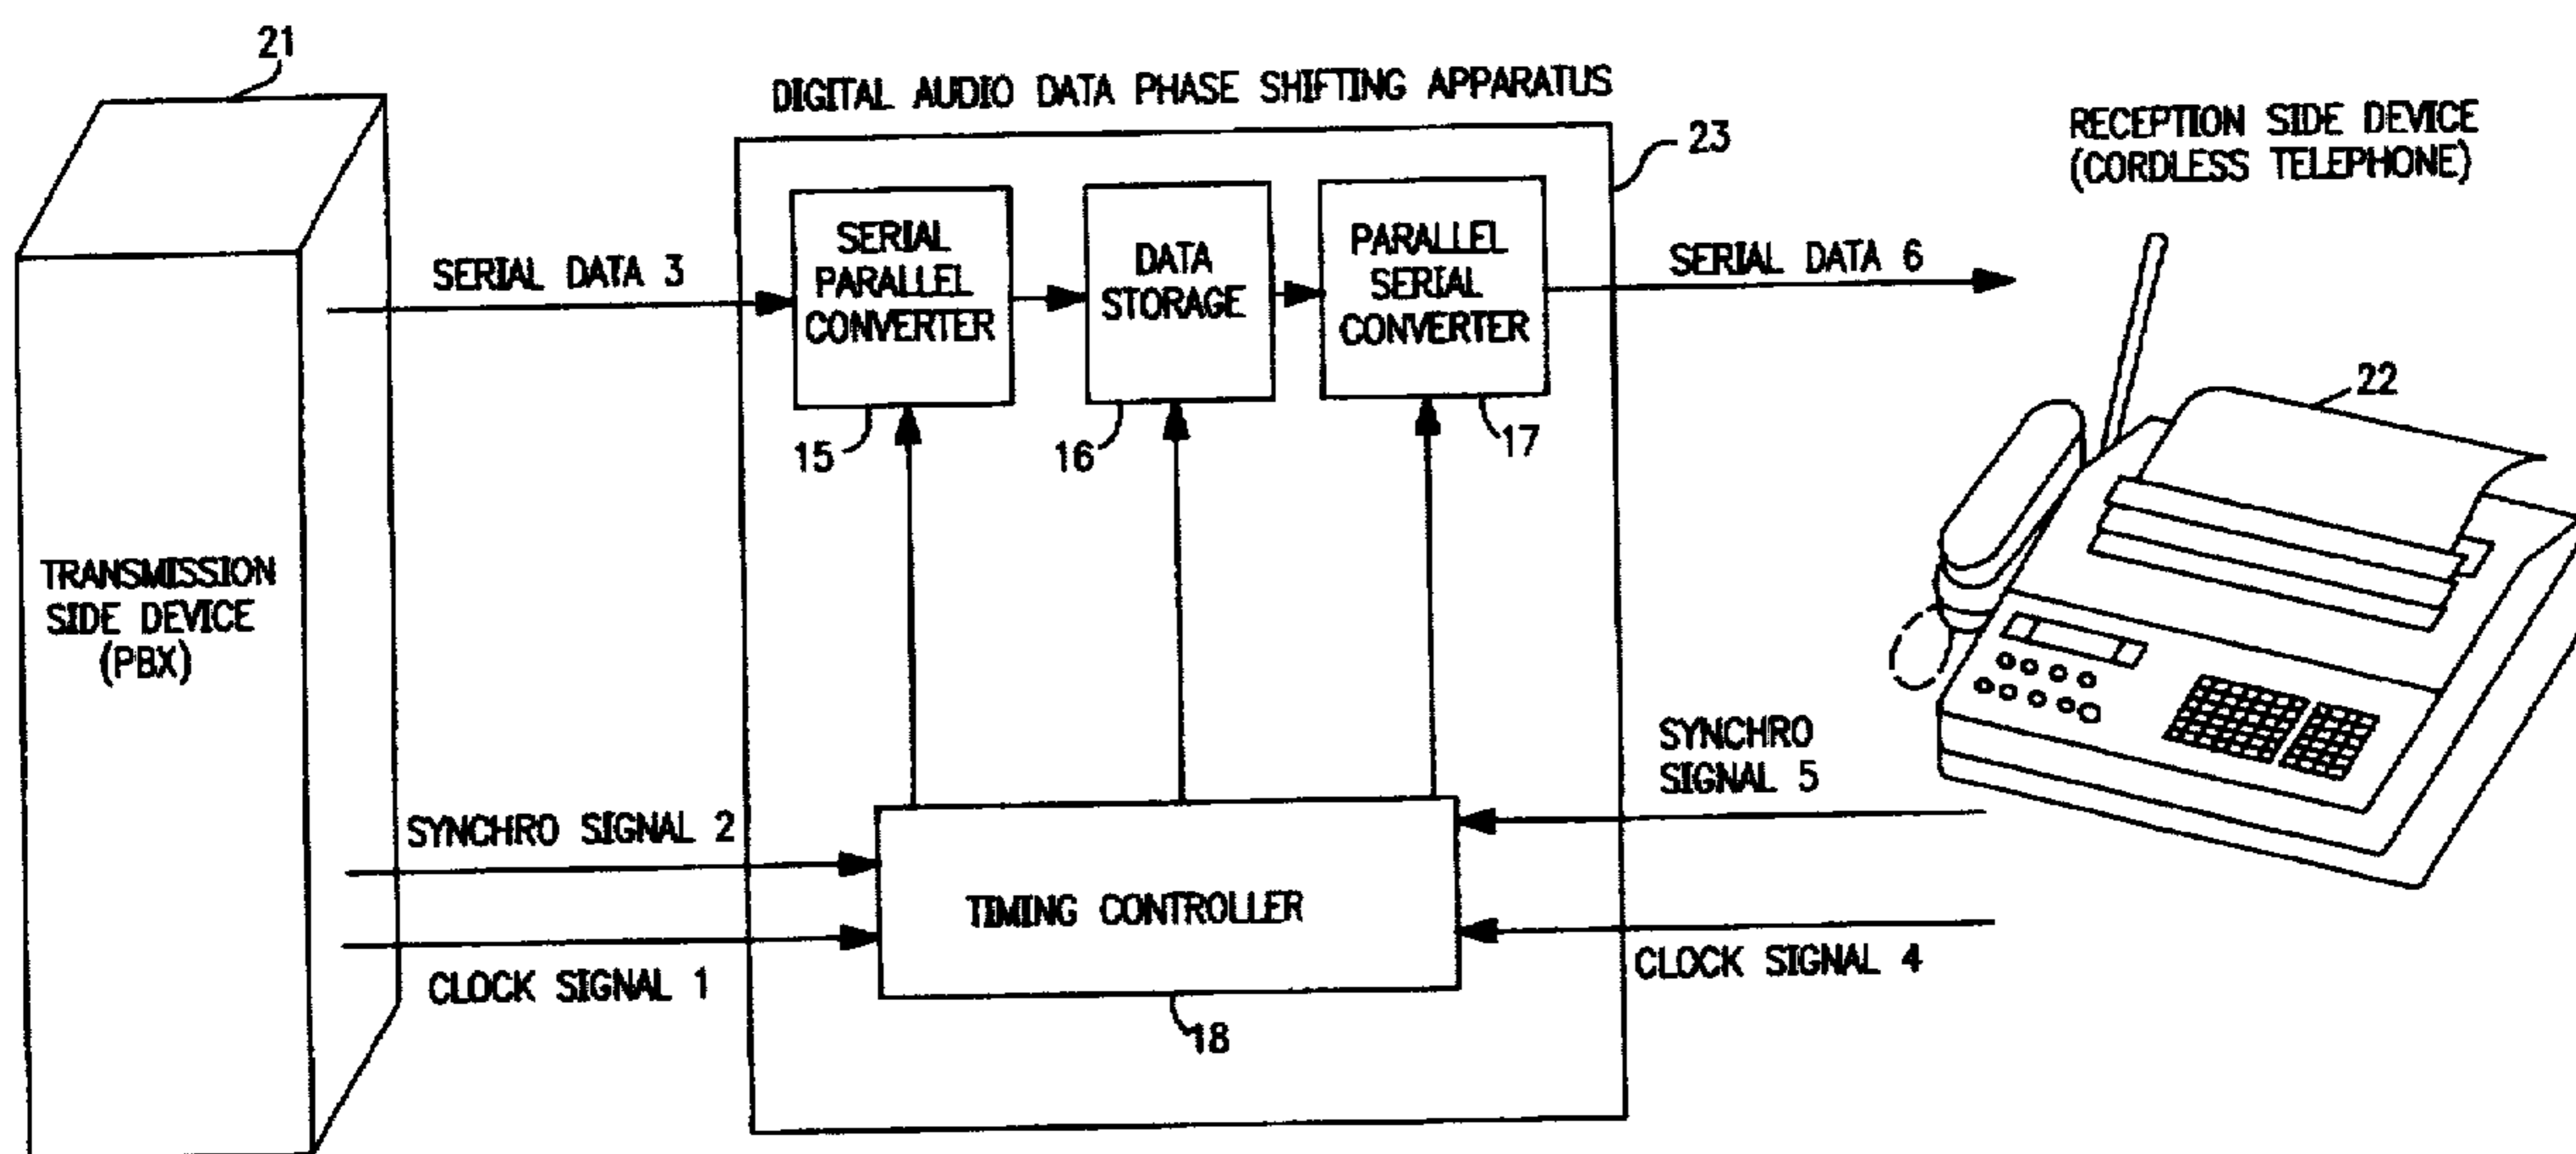 21
DIGITAL AUDIO DATA PHASE SHIFTING APPARATUS
23
RECEPTION SIDE DEVICE
(CORDLESS TELEPHONE)
SERIAL DATA 3
SERIAL
PARALLEL
CONVERTER
DATA
STORAGE
PARALLEL
SERIAL
CONVERTER
SERIAL DATA 6
22
15
16
17
TRANSMISSION
SIDE DEVICE
(PBX)
SYNCHRO
SIGNAL 5
SYNCHRO SIGNAL 2
TIMING CONTROLLER
CLOCK SIGNAL 1
CLOCK SIGNAL 4
18